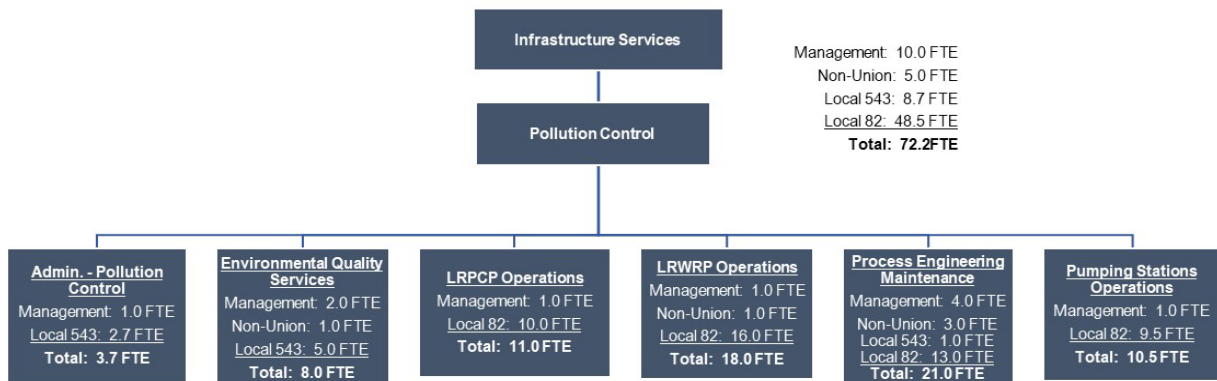 Infrastructure Services
Management: 10.0 FTE
Non-Union: 5.0 FTE
Local 543: 8.7 FTE
Local 82: 48.5 FTE
Total: 72.2FTE
Pollution Control
Admin. - Pollution
Control
Management: 1.0 FTE
Local 543: 2.7 FTE
Total: 3.7 FTE
Environmental Quality
Services
Management: 2.0 FTE
Non-Union: 1.0 FTE
Local 543: 5.0 FTE
Total: 8.0 FTE
LRPCP Operations
Management: 1.0 FTE
Local 82: 10.0 FTE
Total: 11.0 FTE
LRWRP Operations
Management: 1.0 FTE
Non-Union: 1.0 FTE
Local 82: 16.0 FTE
Total: 18.0 FTE
Process Engineering
Maintenance
Management: 4.0 FTE
Non-Union: 3.0 FTE
Local 543: 1.0 FTE
Local 82: 13.0 FTE
Total: 21.0 FTE
Pumping Stations
Operations
Management: 1.0 FTE
Local 82: 9.5 FTE
Total: 10.5 FTE